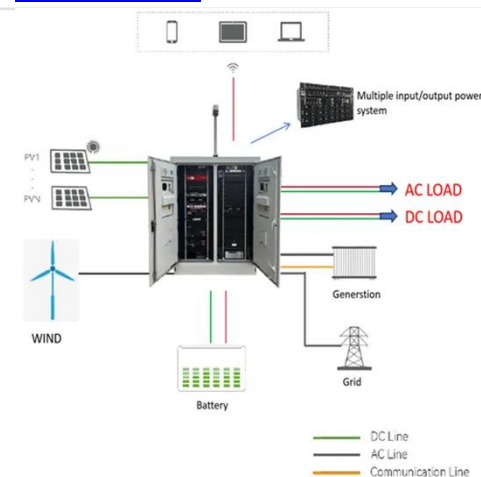 Multiple input/output power
system
PV1
PVN
AC LOAD
DC LOAD
WIND
Generstion
Grid
Battery
DC Line
AC Line
Communication Line